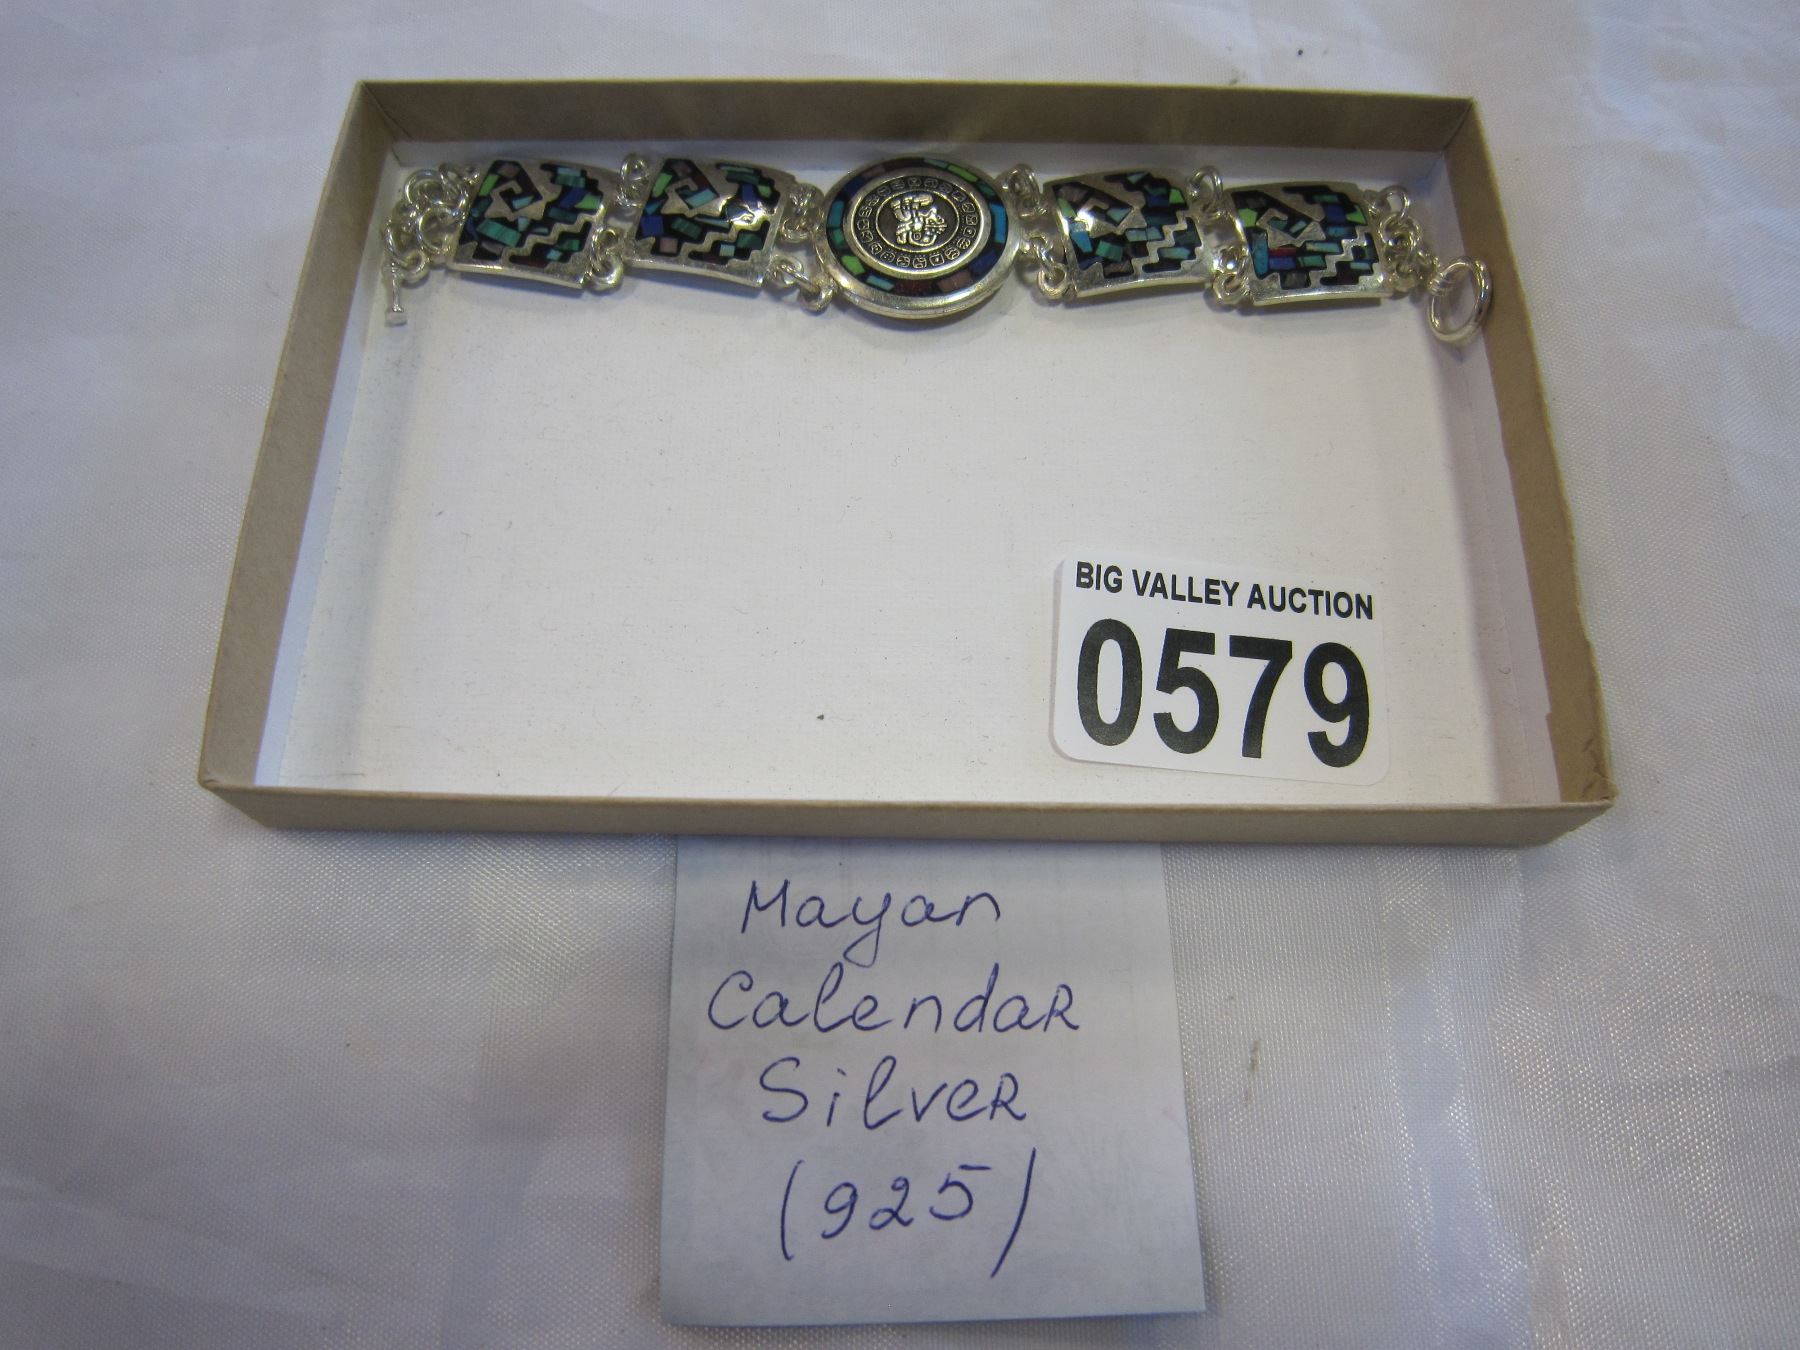 BIG VALLEY AUCTION
0579
Mayan
Calendar
Silver
(925)